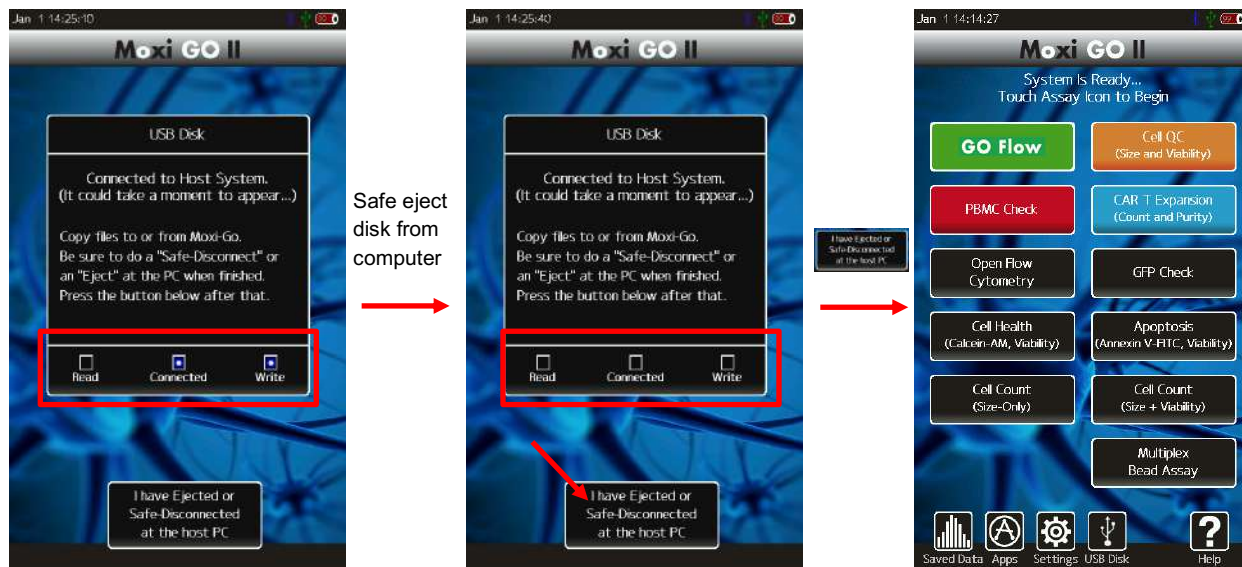 Jan 1 14:25:10
Moxi GO II
USB Disk
Connected to Host System.
(It could take a moment to appear...)
Copy files to or from Moxi-Go.
Be sure to do a "Safe-Disconnect" or
an "Eject" at the PC when finished.
Press the button below after that.
Read Connected Write
I have Ejected or
Safe-Disconnected
at the host PC
Safe eject
disk from
computer
Jan 1 14:25:40
Moxi GO II
USB Disk
Connected to Host System.
(It could take a moment to appear...)
Copy files to or from Moxi-Go.
Be sure to do a "Safe-Disconnect" or
an "Eject" at the PC when finished.
Press the button below after that.
Read Connected Write
I have Ejected or
Safe-Disconnected
at the host PC
I have Ejected or
Safe-Disconnected
at the host PC
Jan 1 14:14:27
Moxi GO II
System Is Ready...
Touch Assay Icon to Begin
GO Flow
Cell QC
(Size and Viability)
PBMC Check
CAR T Expansion
(Count and Purity)
Open Flow
Cytometry
GFP Check
Cell Health
(Calcein-AM, Viability)
Apoptosis
(Annexin V-FITC, Viability)
Cell Count
(Size-Only)
Cell Count
(Size + Viability)
Multiplex
Bead Assay
Saved Data Apps Settings USB Disk Help